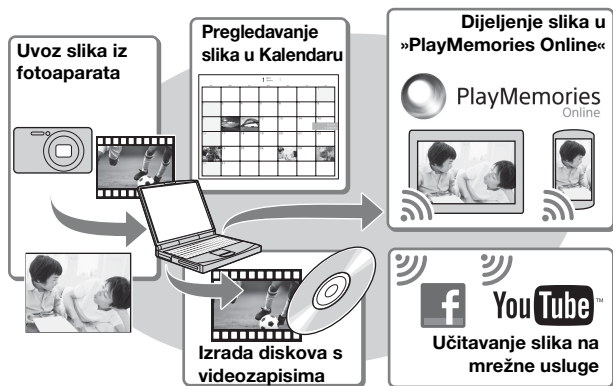 Uvoz slika iz
fotoaparata
Pregledavanje
slika u Kalendaru
Dijeljenje slika u
»PlayMemories Online«
PlayMemories
Online
Izrada diskova s
videozapisima
f
YouTube™
Učitavanje slika na
mrežne usluge